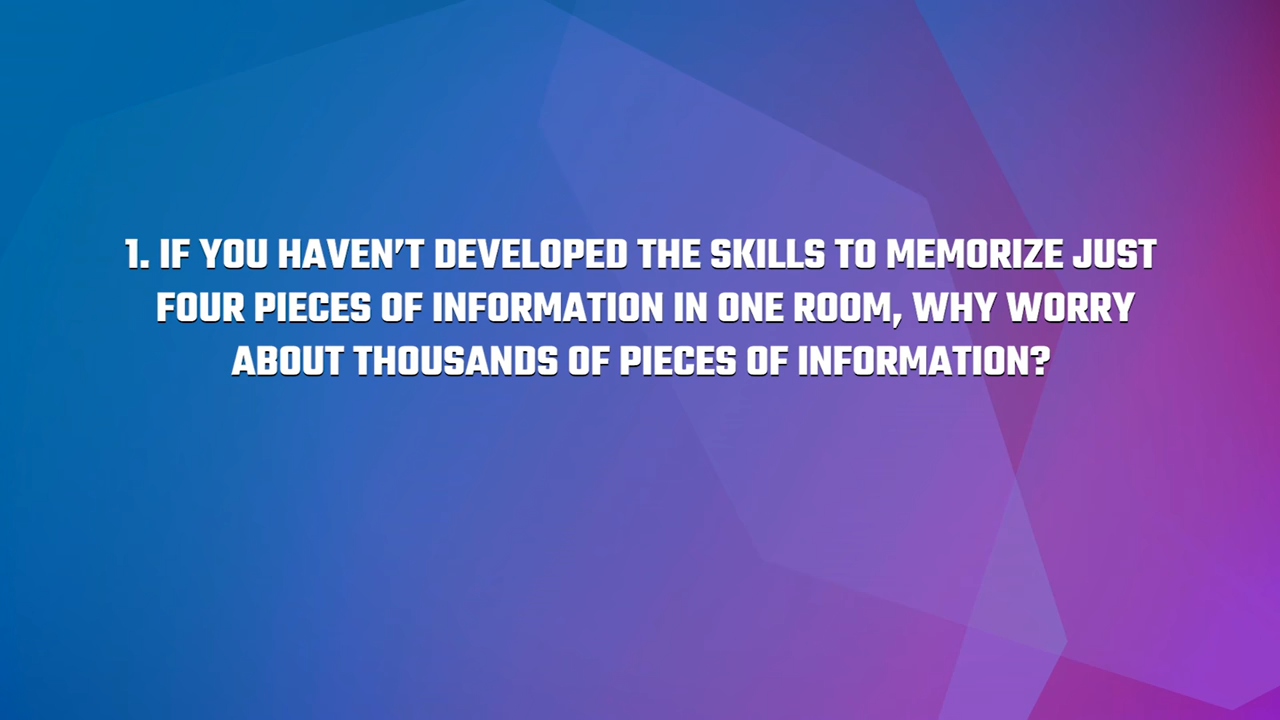 1. IF YOU HAVEN’T DEVELOPED THE SKILLS TO MEMORIZE JUST
FOUR PIECES OF INFORMATION IN ONE ROOM, WHY WORRY
ABOUT THOUSANDS OF PIECES OF INFORMATION?